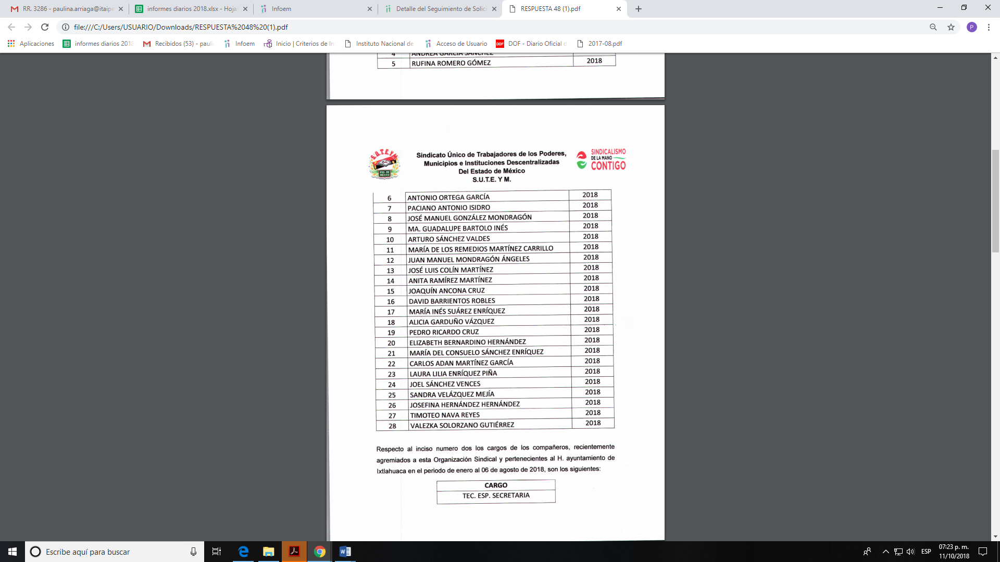 RR. 3286 - paulina.arriaga@itaipe
informes diarios 2018.xlsx - Hoja
Infoem
Detalle del Seguimiento de Solici
RESPUESTA 48 (1).pdf
file:///C:/Users/USUARIO/Downloads/RESPUESTA%2048%20(1).pdf
P
Aplicaciones
informes diarios 2018
Recibidos (53) - pauli
Infoem
Inicio | Criterios de In
Instituto Nacional de
Acceso de Usuario
DOF
DOF - Diario Oficial d
2017-08.pdf
4 ANDREA GARCÍA SÁNCHEZ
5 RUFINA ROMERO GÓMEZ 2018
S.U.T.E.YM.
EDO. DE
MÉXICO
Sindicato Único de Trabajadores de los Poderes,
Municipios e Instituciones Descentralizadas
Del Estado de México
S.U.T.E. Y M.
SINDICALISMO
DE LA MANO
CONTIGO
6 ANTONIO ORTEGA GARCÍA 2018
7 PACIANO ANTONIO ISIDRO 2018
8 JOSÉ MANUEL GONZÁLEZ MONDRAGÓN 2018
9 MA. GUADALUPE BARTOLO INÉS 2018
10 ARTURO SÁNCHEZ VALDES 2018
11 MARÍA DE LOS REMEDIOS MARTÍNEZ CARRILLO 2018
12 JUAN MANUEL MONDRAGÓN ÁNGELES 2018
13 JOSÉ LUIS COLÍN MARTÍNEZ 2018
14 ANITA RAMÍREZ MARTÍNEZ 2018
15 JOAQUÍN ANCONA CRUZ 2018
16 DAVID BARRIENTOS ROBLES 2018
17 MARÍA INÉS SUÁREZ ENRÍQUEZ 2018
18 ALICIA GARDUÑO VÁZQUEZ 2018
19 PEDRO RICARDO CRUZ 2018
20 ELIZABETH BERNARDINO HERNÁNDEZ 2018
21 MARÍA DEL CONSUELO SÁNCHEZ ENRÍQUEZ 2018
22 CARLOS ADAN MARTÍNEZ GARCÍA 2018
23 LAURA LILIA ENRÍQUEZ PIÑA 2018
24 JOEL SÁNCHEZ VENCES 2018
25 SANDRA VELÁZQUEZ MEJÍA 2018
26 JOSEFINA HERNÁNDEZ HERNÁNDEZ 2018
27 TIMOTEO NAVA REYES 2018
28 VALEZKA SOLORZANO GUTIÉRREZ 2018
Respecto al inciso numero dos los cargos de los compañeros, recientemente
agremiados a esta Organización Sindical y pertenecientes al H. ayuntamiento de
Ixtlahuaca en el periodo de enero al 06 de agosto de 2018, son los siguientes:
CARGO
TEC. ESP. SECRETARIA
Escribe aquí para buscar
ESP
07:23 p. m.
11/10/2018